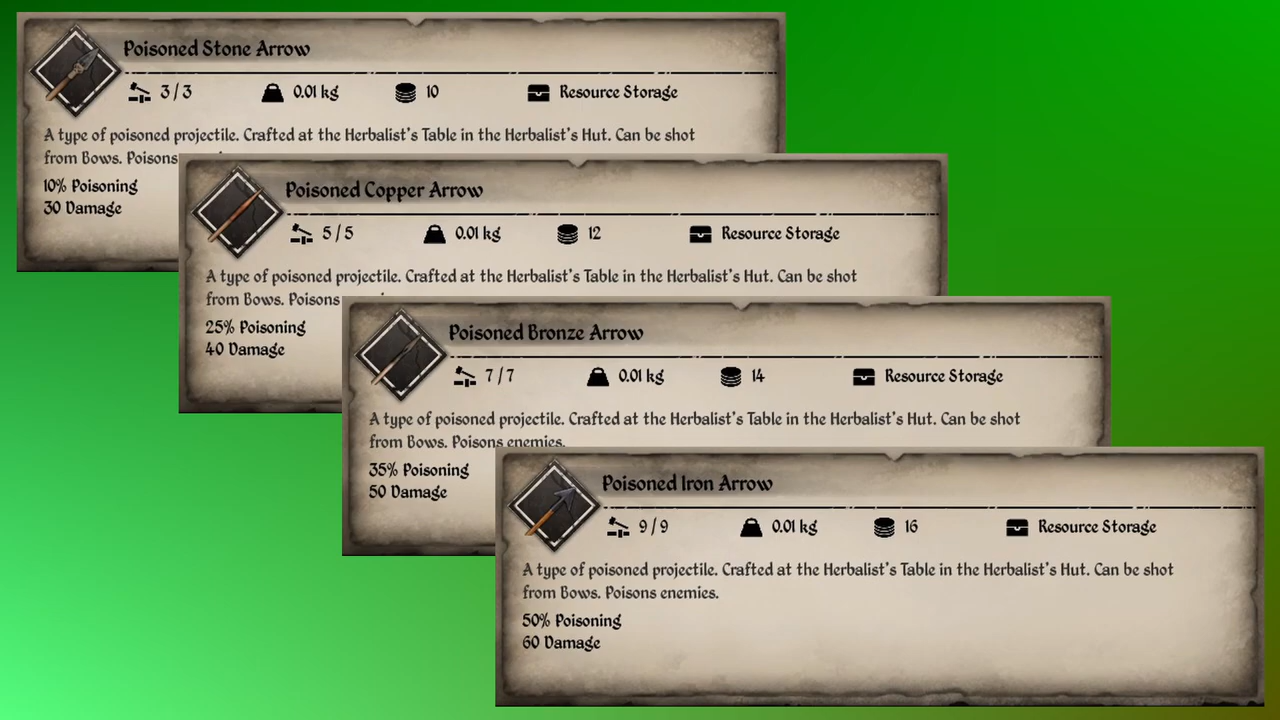 Poisoned Stone Arrow
3 / 3 0.01 kg 10 Resource Storage
A type of poisoned projectile. Crafted at the Herbalist's Table in the Herbalist's Hut. Can be shot
from Bows. Poisons
10% Poisoning
30 Damage
Poisoned Copper Arrow
5 / 5 0.01 kg 12 Resource Storage
A type of poisoned projectile. Crafted at the Herbalist's Table in the Herbalist's Hut. Can be shot
from Bows. Poisons
25% Poisoning
40 Damage
Poisoned Bronze Arrow
7 / 7 0.01 kg 14 Resource Storage
A type of poisoned projectile. Crafted at the Herbalist's Table in the Herbalist's Hut. Can be shot
from Bows. Poisons enemies.
35% Poisoning
50 Damage
Poisoned Iron Arrow
9 / 9 0.01 kg 16 Resource Storage
A type of poisoned projectile. Crafted at the Herbalist's Table in the Herbalist's Hut. Can be shot
from Bows. Poisons enemies.
50% Poisoning
60 Damage